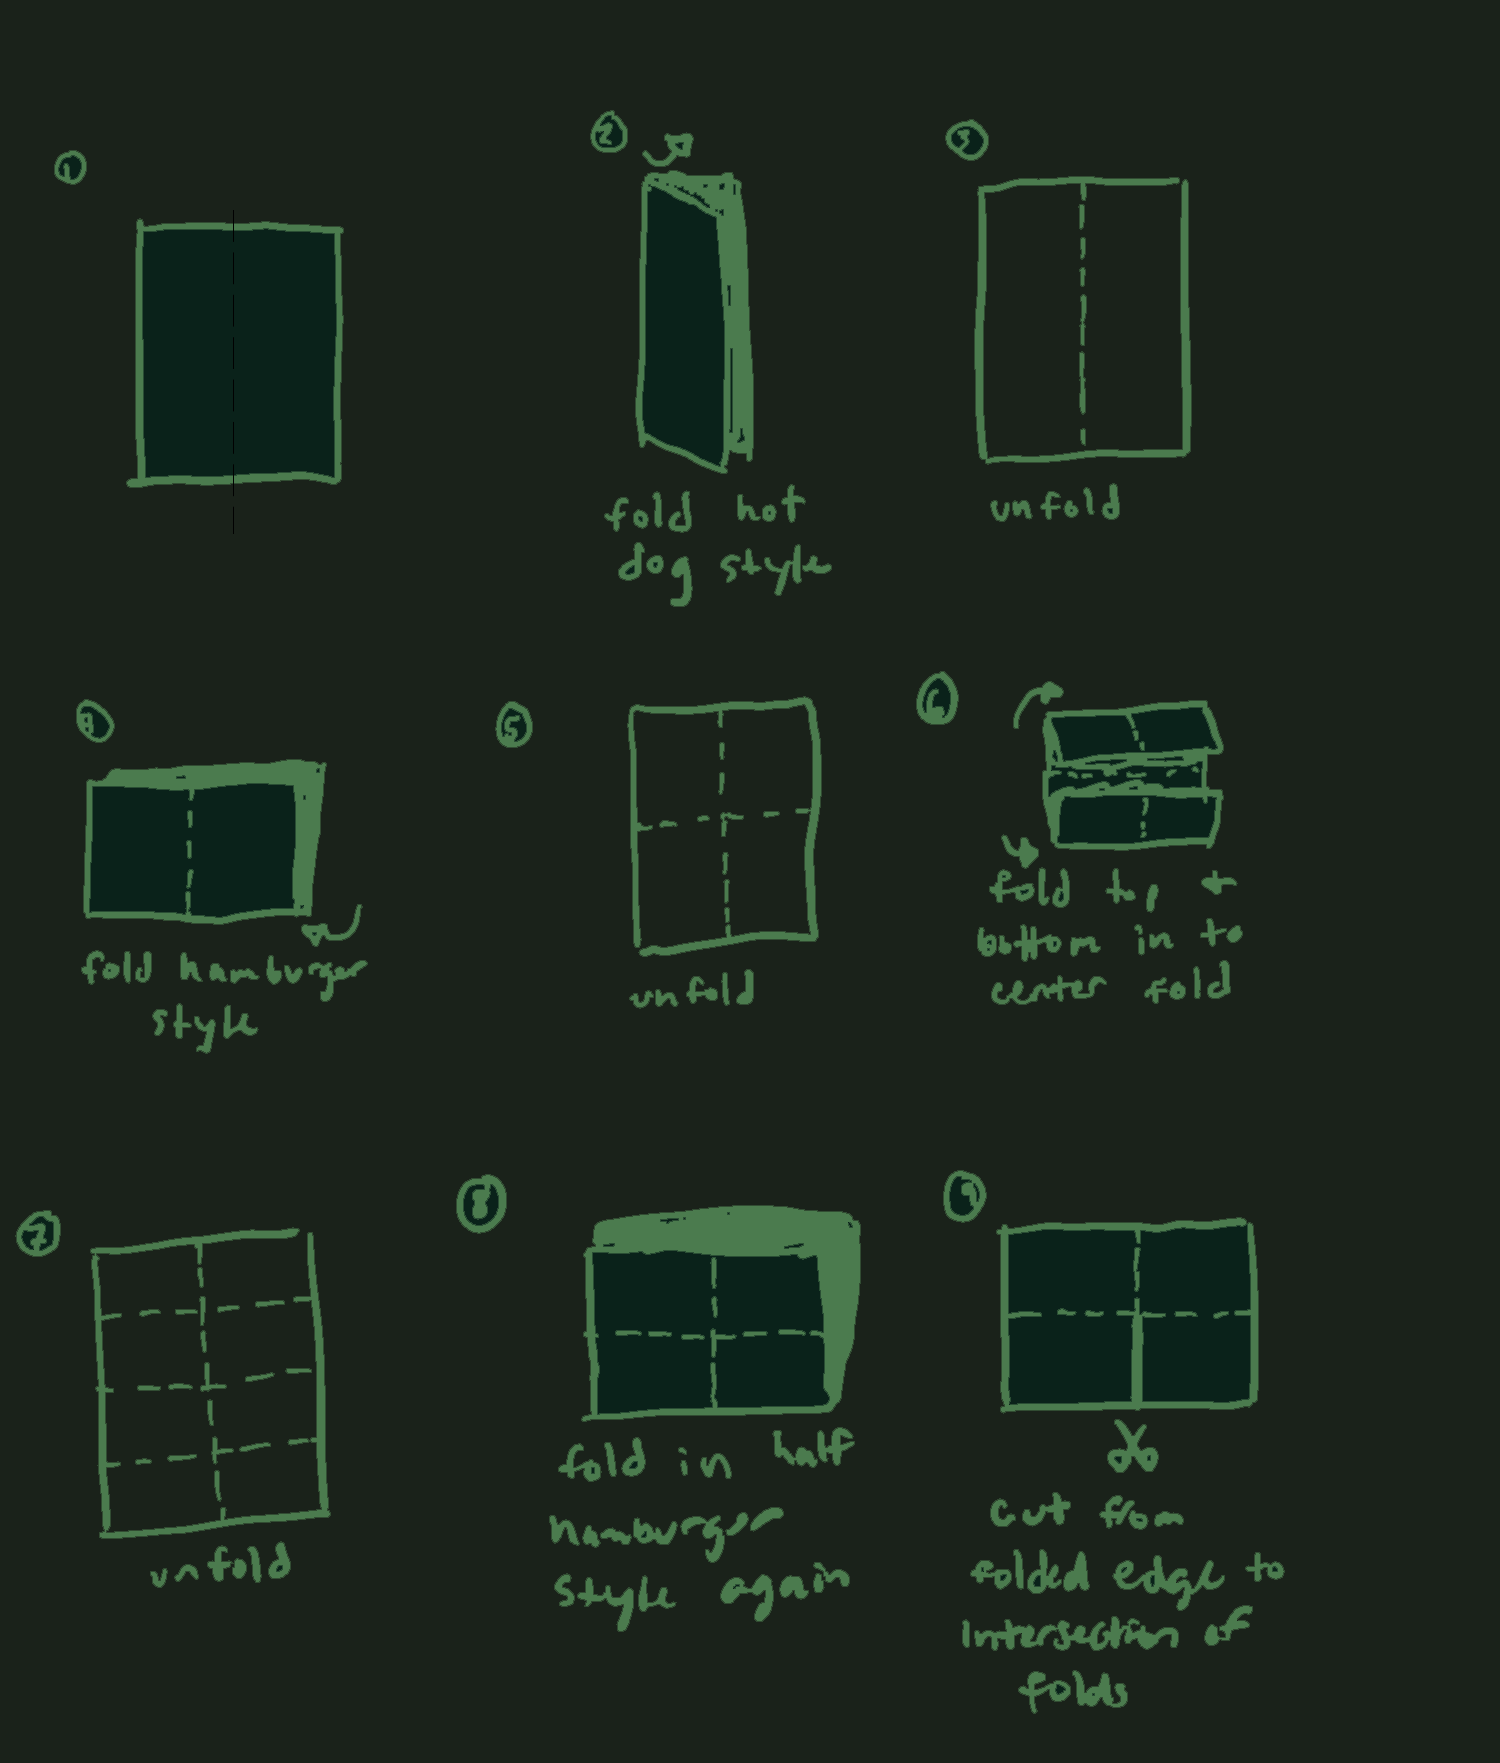 1
2
fold hot
dog style
3
unfold
4
fold hamburger
style
5
unfold
6
fold top +
bottom in to
center fold
7
unfold
8
fold in half
hamburger
style again
9
cut from
folded edge to
intersection of
folds